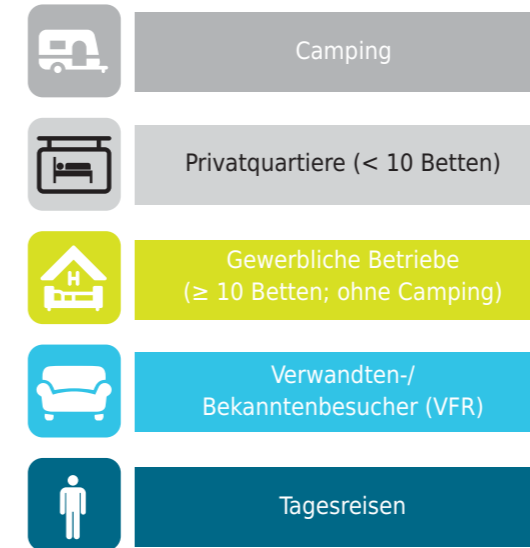 Camping
Privatquartiere (< 10 Betten)
H
Gewerbliche Betriebe
(≥ 10 Betten; ohne Camping)
Verwandten-/
Bekanntenbesucher (VFR)
Tagesreisen